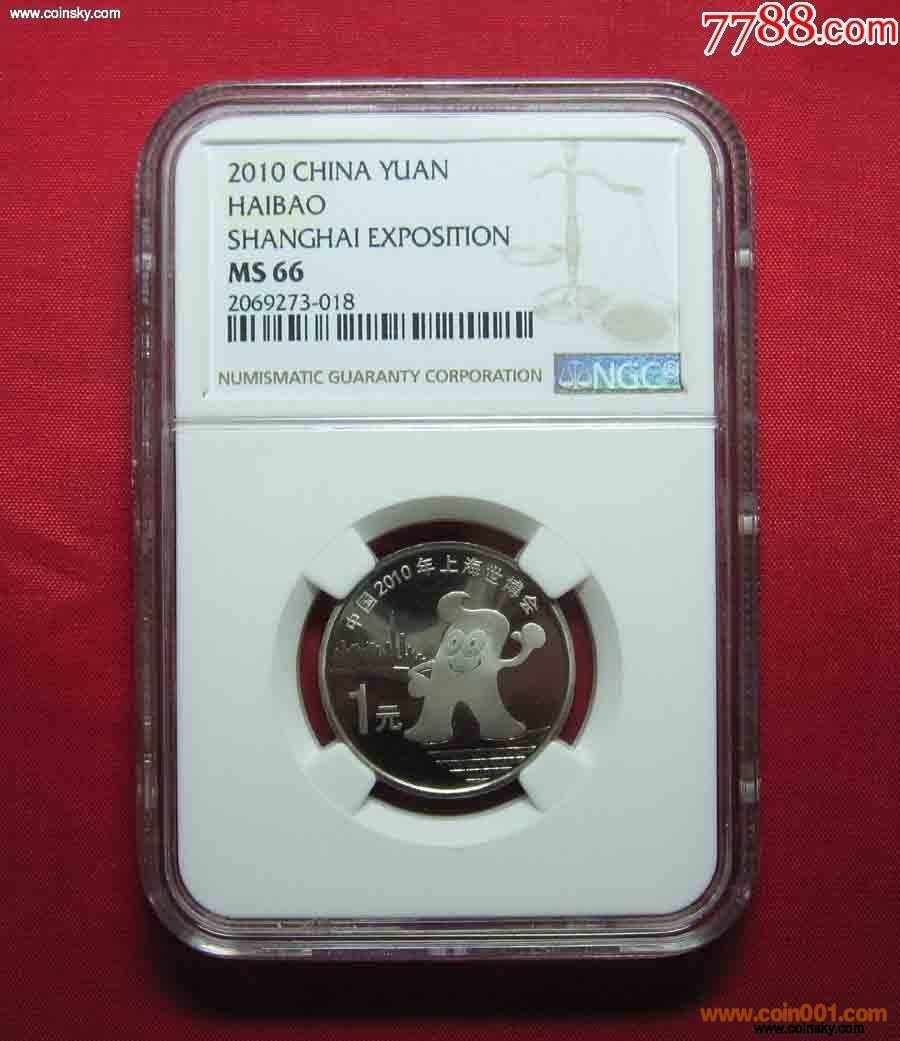 www.coinsky.com
7788.com
2010 CHINA YUAN
HAIBAO
SHANGHAI EXPOSITION
MS 66
2069273-018
NUMISMATIC GUARANTY CORPORATION
NGC®
中国2010年上海世博会
1元
www.coin001.com
www.coinsky.com